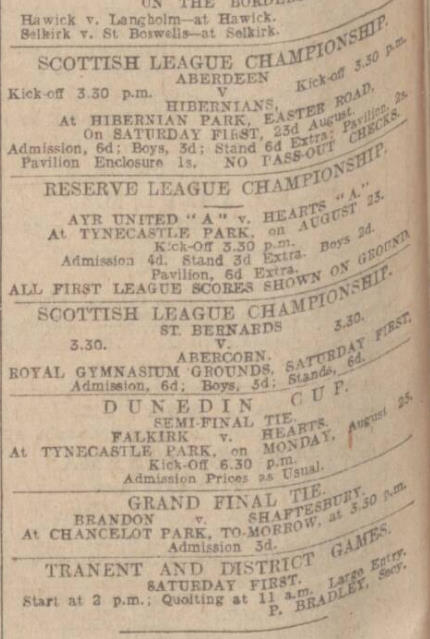 ON THE BORDERS
Hawick v. Langholm—at Hawick.
Selkirk v. St Boswells—at Selkirk.
SCOTTISH LEAGUE CHAMPIONSHIP.
ABERDEEN
Kick-off 3.30 p.m. V Kick-off 3.30 p.m.
HIBERNIANS,
At HIBERNIAN PARK, EASTER ROAD,
On SATURDAY FIRST, 23d August.
Admission, 6d; Boys, 3d; Stand 6d Extra; Pavilion, 2s.
Pavilion Enclosure 1s. NO PASS-OUT CHECKS.
RESERVE LEAGUE CHAMPIONSHIP.
AYR UNITED "A" v. HEARTS "A."
At TYNECASTLE PARK, on AUGUST 23.
Kick-Off 3.30 p.m.
Admission 4d. Stand 3d Extra. Boys 2d.
Pavilion, 6d Extra.
ALL FIRST LEAGUE SCORES SHOWN ON GROUND.
SCOTTISH LEAGUE CHAMPIONSHIP.
ST. BERNARDS
3.30. V. 3.30.
ABERCORN.
ROYAL GYMNASIUM GROUNDS, SATURDAY FIRST,
Admission, 6d; Boys, 3d; Stands, 6d.
DUNEDIN CUP.
SEMI-FINAL TIE.
FALKIRK v. HEARTS.
At TYNECASTLE PARK, on MONDAY, August 25.
Kick-Off 6.30 p.m.
Admission Prices as Usual.
GRAND FINAL TIE.
BRANDON v. SHAFTESBURY.
At CHANCELOT PARK, TO-MORROW, at 3.30 p.m.
Admission 3d.
TRANENT AND DISTRICT GAMES.
SATURDAY FIRST.
Start at 2 p.m.; Quoiting at 11 a.m. Large Entry.
P. BRADLEY, Secy.